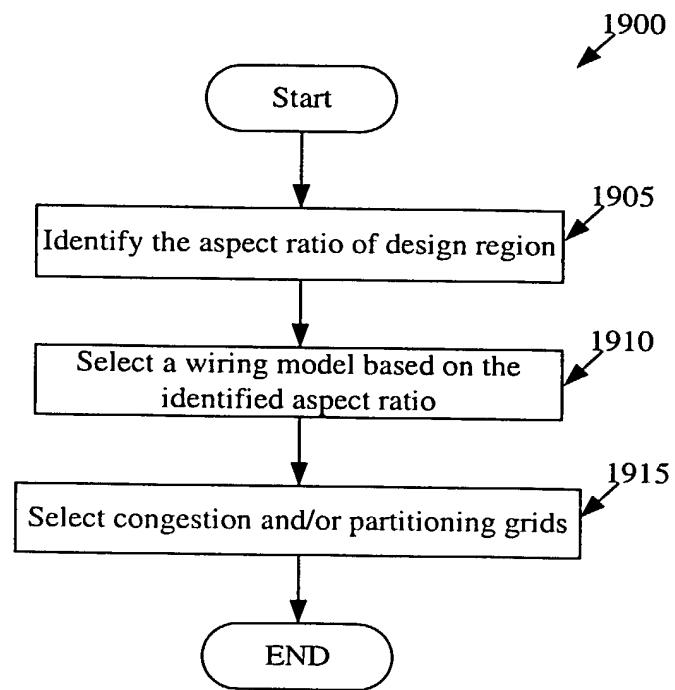 1900
Start
1905
Identify the aspect ratio of design region
1910
Select a wiring model based on the
identified aspect ratio
1915
Select congestion and/or partitioning grids
END